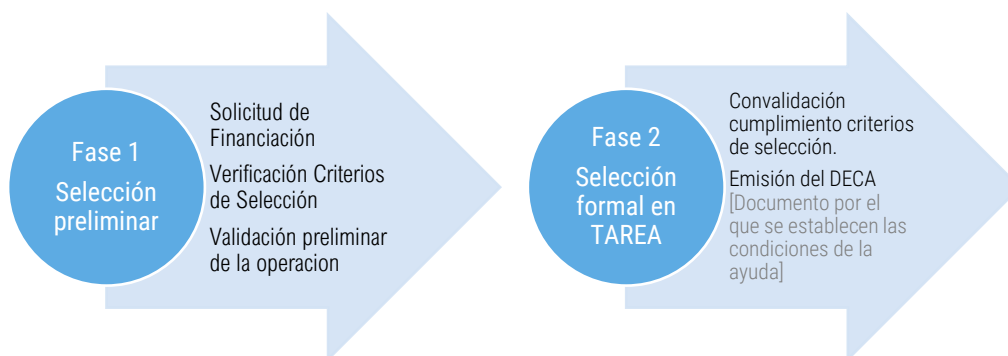 Fase 1
Selección
preliminar
Solicitud de
Financiación
Verificación Criterios
de Selección
Validación preliminar
de la operacion
Fase 2
Selección
formal en
TAREA
Convalidación
cumplimiento criterios
de selección.
Emisión del DECA
[Documento por el
que se establecen las
condiciones de la
ayuda]